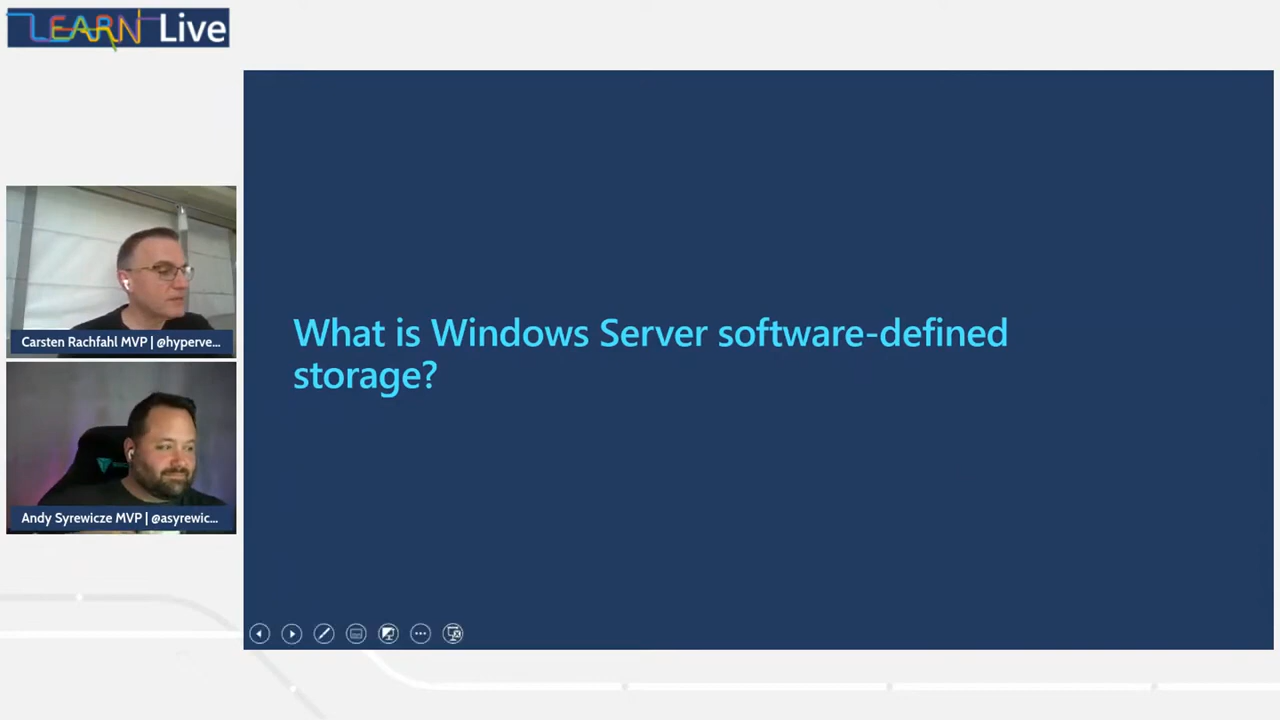 LEARN Live
Carsten Rachfahl MVP | @hyperve...
Andy Syrewicze MVP | @asyrewic...
What is Windows Server software-defined
storage?